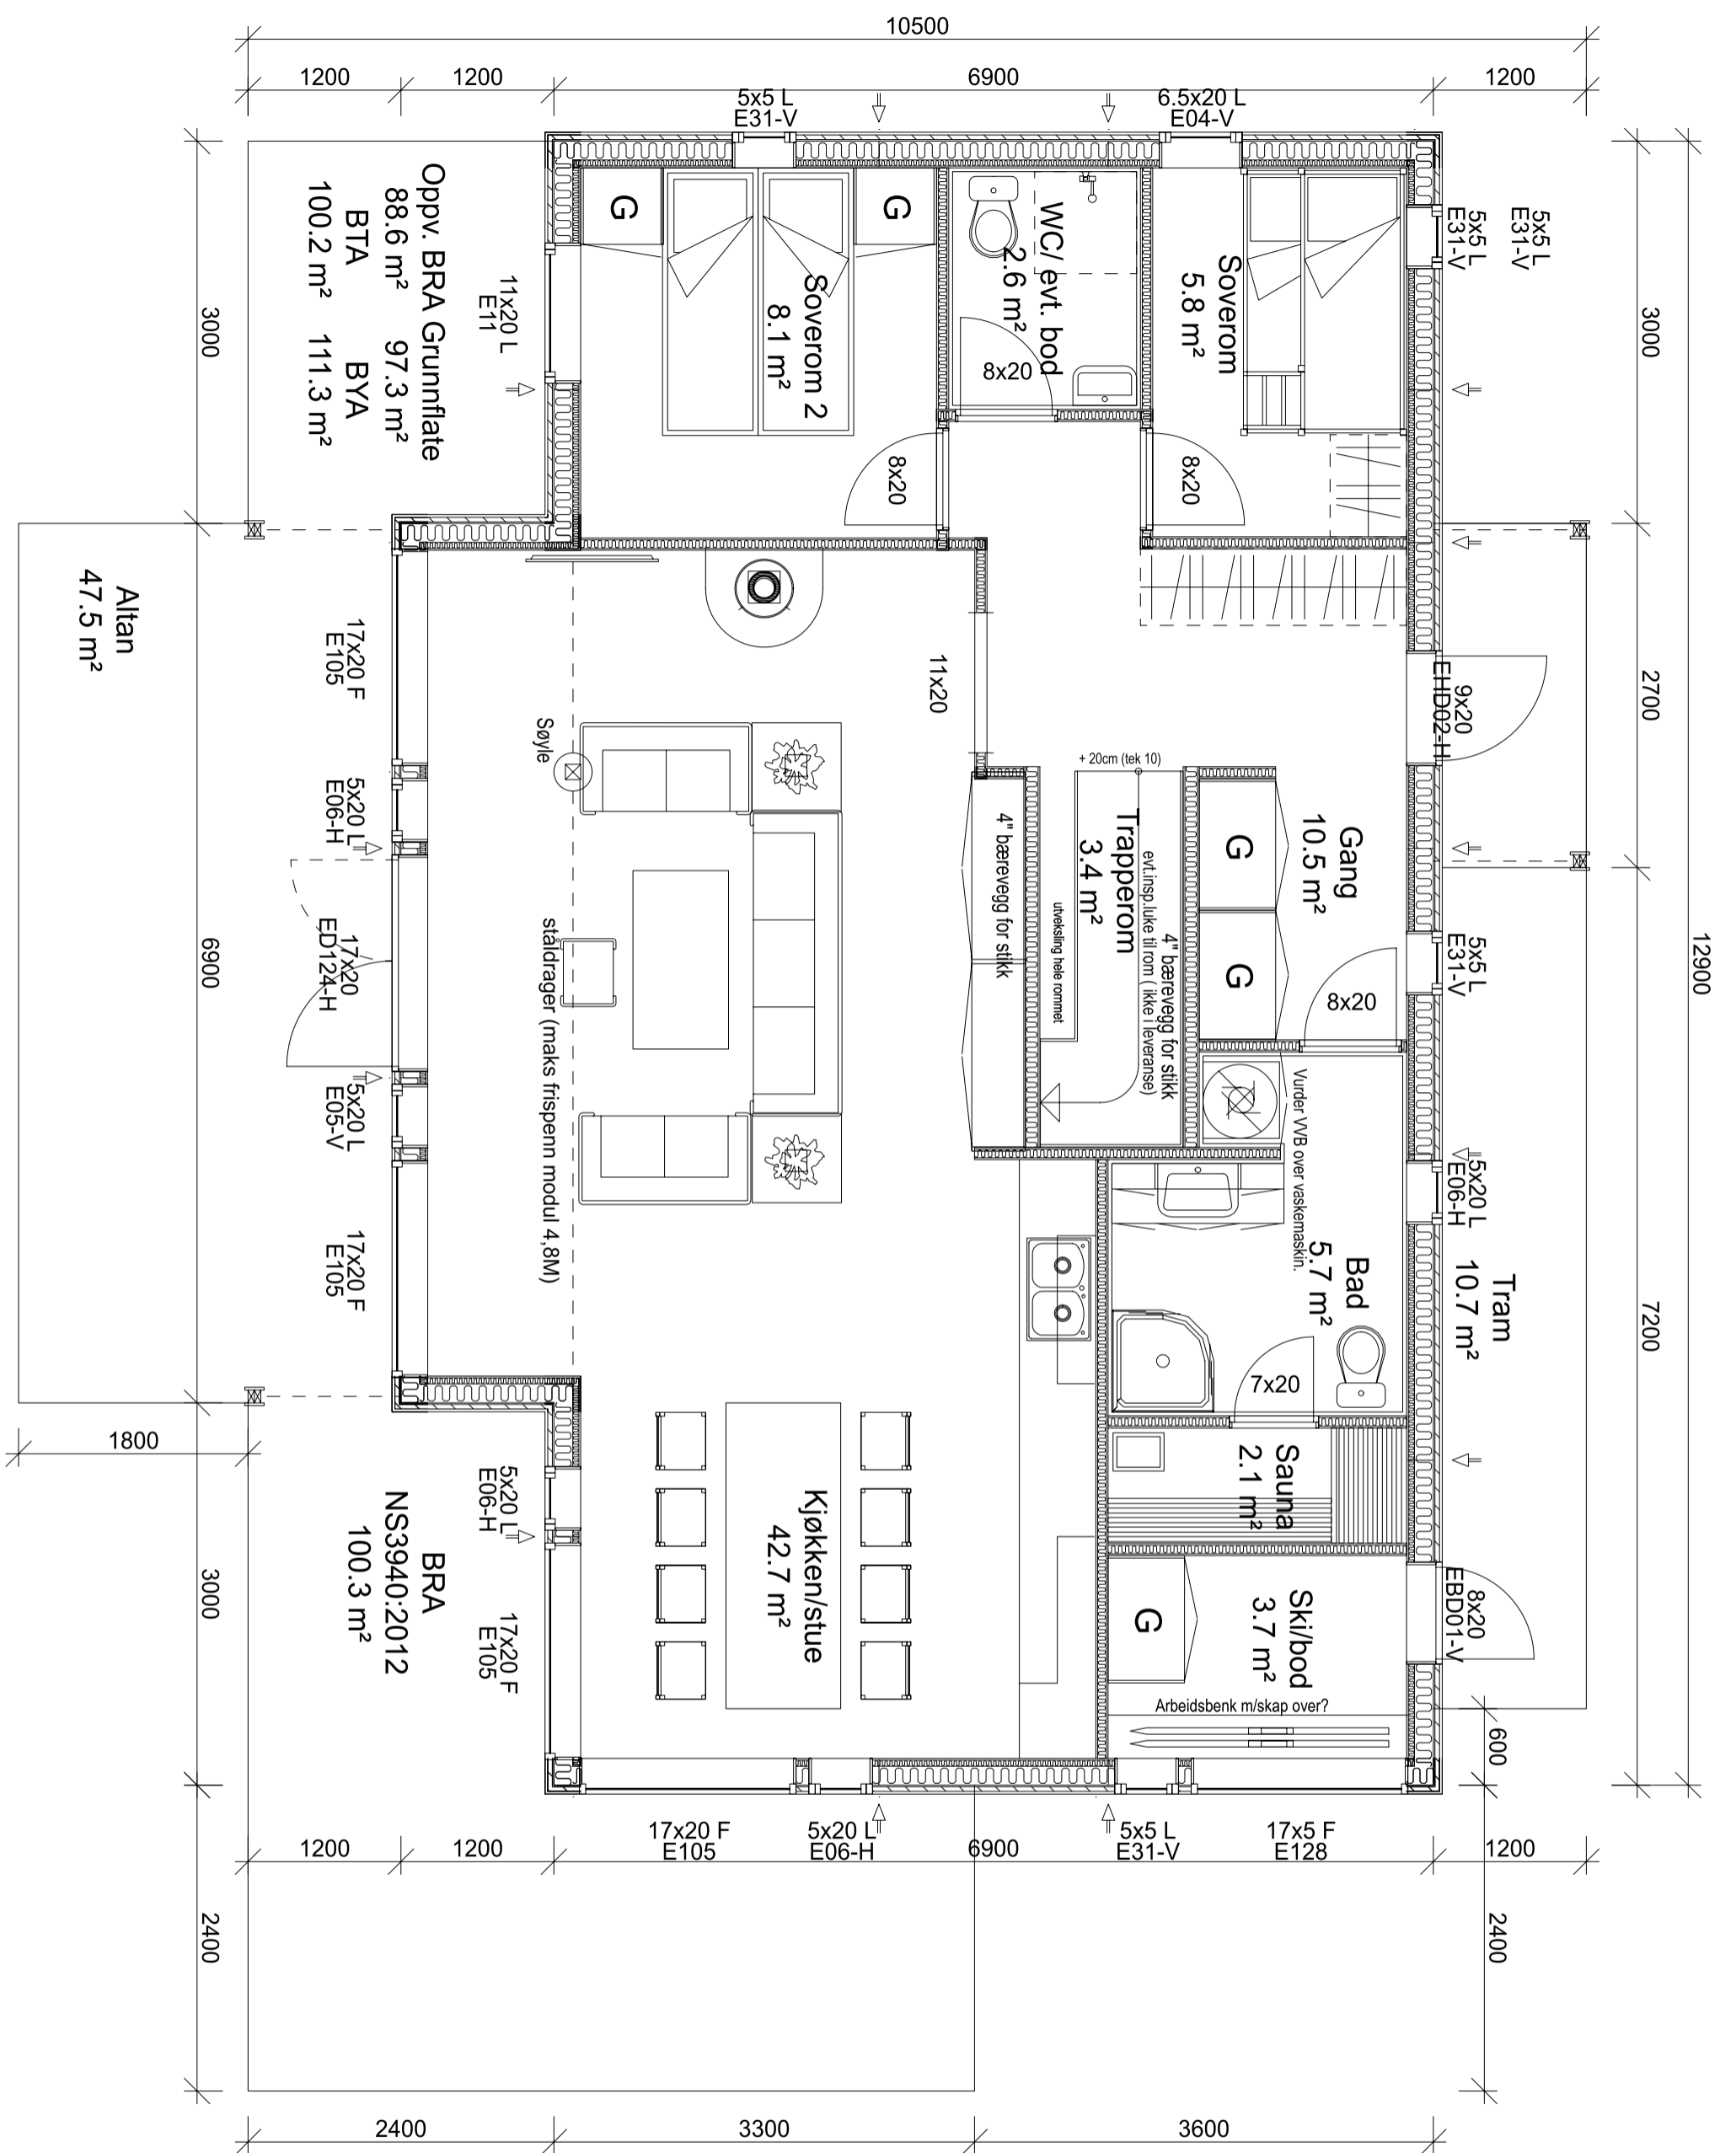 10500
1200
1200
6900
1200
5x5 L
E31-V
6.5x20 L
E04-V
5x5 L
E31-V
5x5 L
E31-V
3000
2700
7200
12900
3000
6900
3000
2400
1800
Oppv. BRA Grunnflate
88.6 m² 97.3 m²
BTA BYA
100.2 m² 111.3 m²
11x20 L
E11
G
G
Soverom 2
8.1 m²
8x20
WC/ evt. bod
2.6 m²
8x20
Soverom
5.8 m²
8x20
9x20
EHD02-H
Altan
47.5 m²
17x20 F
E105
5x20 L
E06-H
17x20
ED124-H
5x20 L
E05-V
17x20 F
E105
Søyle
ståldrager (maks frispenn modul 4,8M)
11x20
4" bærevegg for stikk
+ 20cm (tek 10)
Trapperom
3.4 m²
utveksling hele rommet
evt.insp.luke til rom ( ikke i leveranse)
4" bærevegg for stikk
Gang
10.5 m²
G
G
8x20
5x5 L
E31-V
Vurder VVB over vaskemaskin.
Bad
5.7 m²
7x20
5x20 L
E06-H
Tram
10.7 m²
Sauna
2.1 m²
Ski/bod
3.7 m²
G
Arbeidsbenk m/skap over?
8x20
EBD01-V
600
2400
Kjøkken/stue
42.7 m²
5x20 L
E06-H
17x20 F
E105
BRA
NS3940:2012
100.3 m²
17x20 F
E105
5x20 L
E06-H
5x5 L
E31-V
17x5 F
E128
1200
1200
6900
1200
2400
3300
3600